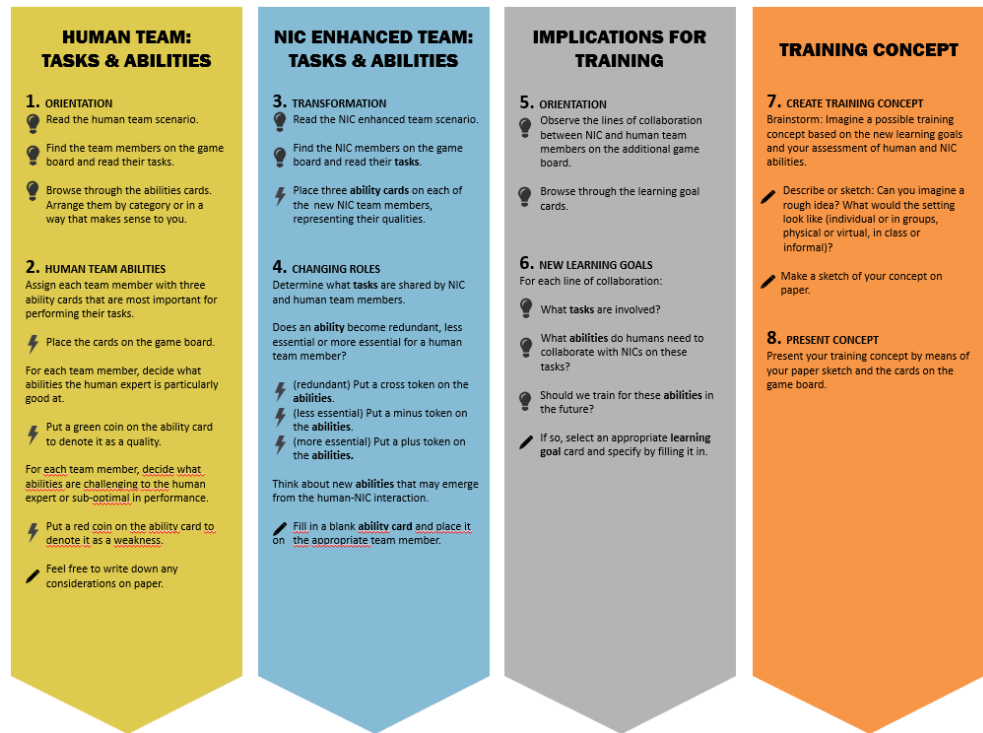 HUMAN TEAM:
TASKS & ABILITIES
1. ORIENTATION
Read the human team scenario.
Find the team members on the game
board and read their tasks.
Browse through the abilities cards.
Arrange them by category or in a
way that makes sense to you.
2. HUMAN TEAM ABILITIES
Assign each team member with three
ability cards that are most important for
performing their tasks.
Place the cards on the game board.
For each team member, decide what
abilities the human expert is particularly
good at.
Put a green coin on the ability card
to denote it as a quality.
For each team member, decide what
abilities are challenging to the human
expert or sub-optimal in performance.
Put a red coin on the ability card to
denote it as a weakness.
Feel free to write down any
considerations on paper.
NIC ENHANCED TEAM:
TASKS & ABILITIES
3. TRANSFORMATION
Read the NIC enhanced team scenario.
Find the NIC members on the game
board and read their tasks.
Place three ability cards on each of
the new NIC team members,
representing their qualities.
4. CHANGING ROLES
Determine what tasks are shared by NIC
and human team members.
Does an ability become redundant, less
essential or more essential for a human
team member?
(redundant) Put a cross token on the
abilities.
(less essential) Put a minus token on
the abilities.
(more essential) Put a plus token on
the abilities.
Think about new abilities that may emerge
from the human-NIC interaction.
Fill in a blank ability card and place it
on the appropriate team member.
IMPLICATIONS FOR
TRAINING
5. ORIENTATION
Observe the lines of collaboration
between NIC and human team
members on the additional game
board.
Browse through the learning goal
cards.
6. NEW LEARNING GOALS
For each line of collaboration:
What tasks are involved?
What abilities do humans need to
collaborate with NICs on these
tasks?
Should we train for these abilities in
the future?
If so, select an appropriate learning
goal card and specify by filling it in.
TRAINING CONCEPT
7. CREATE TRAINING CONCEPT
Brainstorm: Imagine a possible training
concept based on the new learning goals
and your assessment of human and NIC
abilities.
Describe or sketch: Can you imagine a
rough idea? What would the setting
look like (individual or in groups,
physical or virtual, in class or
informal)?
Make a sketch of your concept on
paper.
8. PRESENT CONCEPT
Present your training concept by means of
your paper sketch and the cards on the
game board.